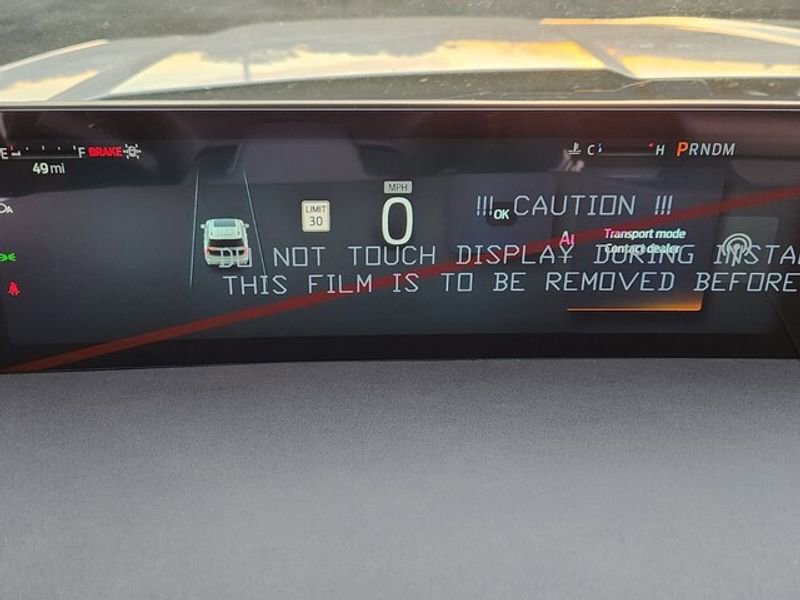 E F BRAKE
C H PRNDM
49 mi
MPH
LIMIT
30
0
!!! CAUTION !!!
OK
Transport mode
Contact dealer
DO NOT TOUCH DISPLAY DURING
THIS FILM IS TO BE REMOVED BEFORE